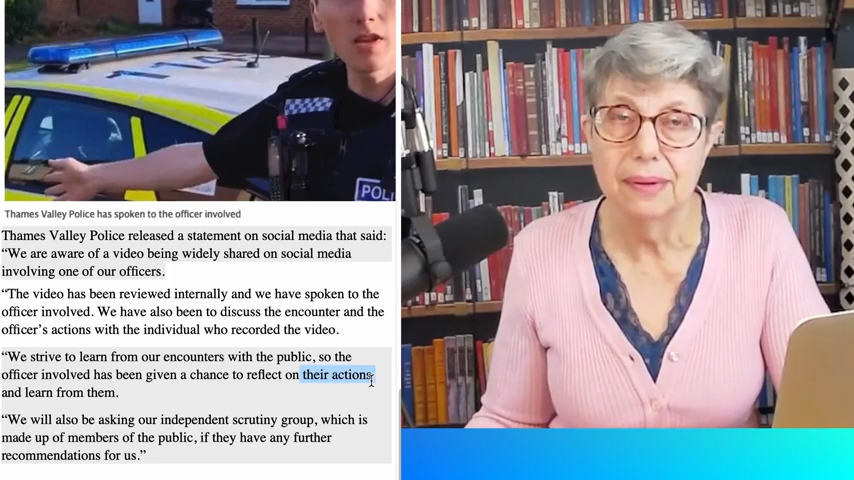 114
POLI
Thames Valley Police has spoken to the officer involved
Thames Valley Police released a statement on social media that said:
“We are aware of a video being widely shared on social media
involving one of our officers.
“The video has been reviewed internally and we have spoken to the
officer involved. We have also been to discuss the encounter and the
officer’s actions with the individual who recorded the video.
“We strive to learn from our encounters with the public, so the
officer involved has been given a chance to reflect on their actions
and learn from them.
“We will also be asking our independent scrutiny group, which is
made up of members of the public, if they have any further
recommendations for us.”